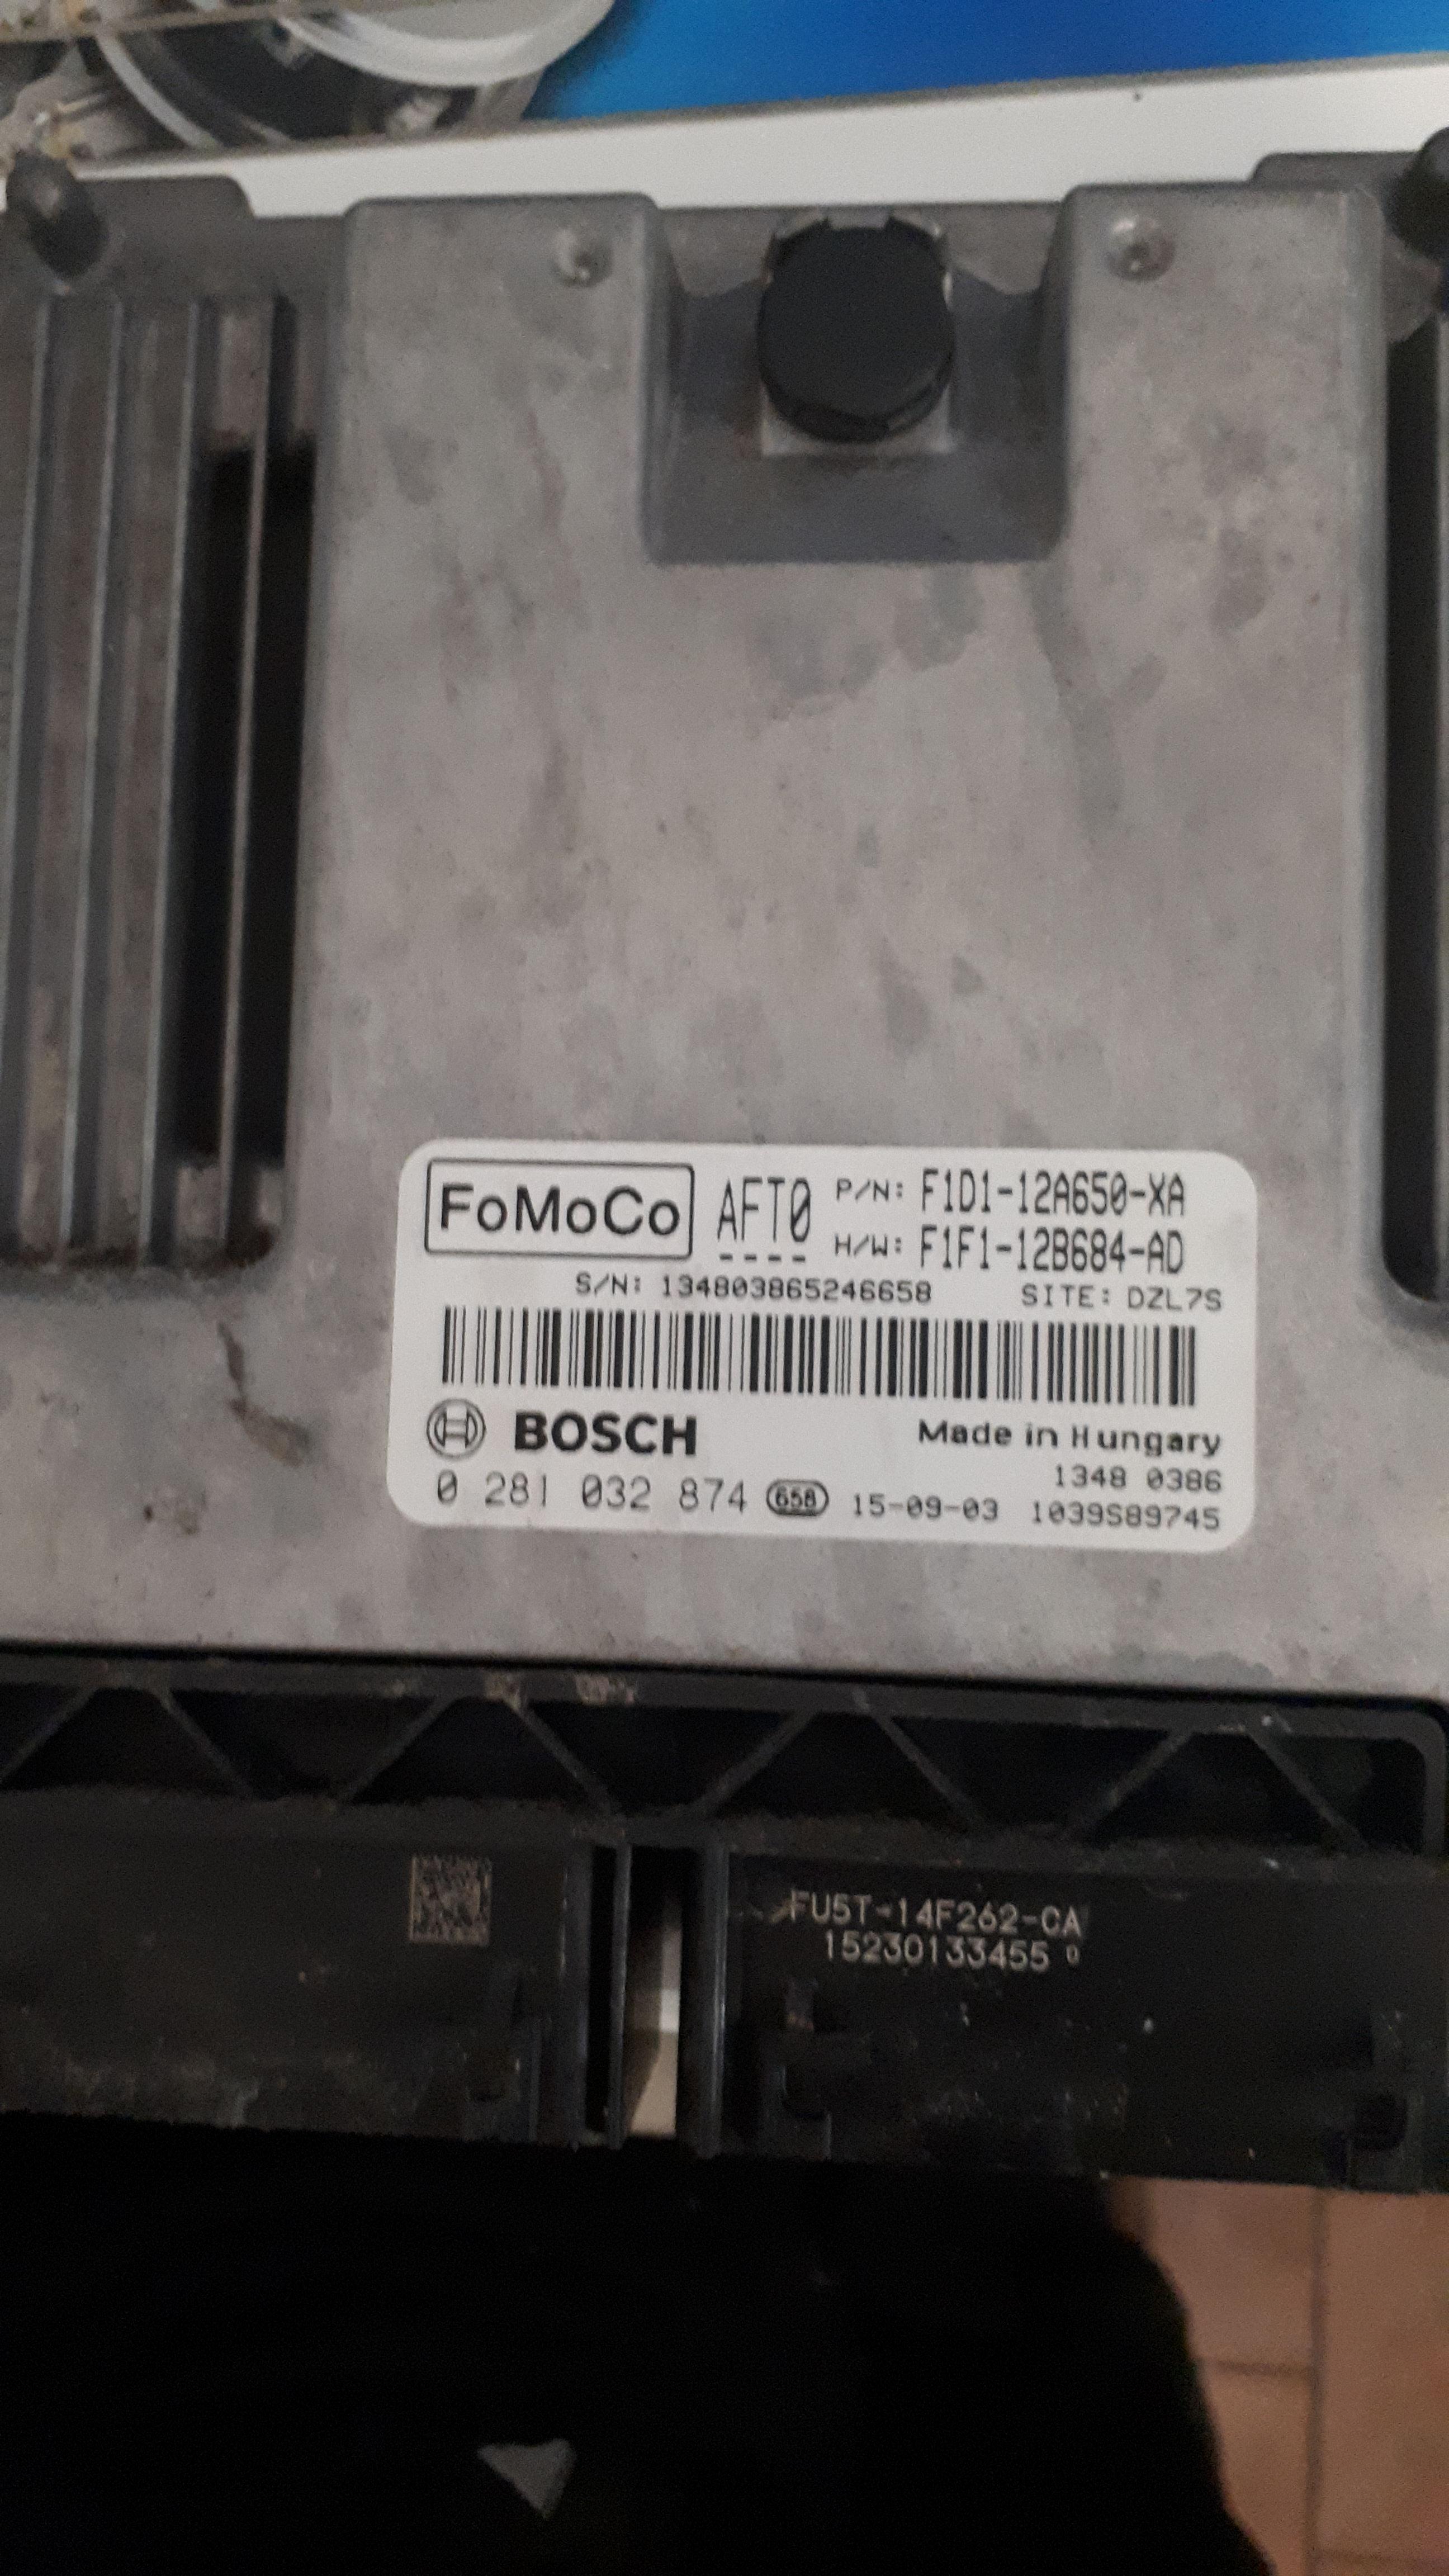 FoMoCo AFT0 P/N: F1D1-12A650-XA
H/W: F1F1-12B684-AD
S/N: 134803865246658 SITE: DZL7S
BOSCH Made in Hungary
1348 0386
0 281 032 874 658 15-09-03 1039S89745
FU5T-14F262-CA
15230133455 0